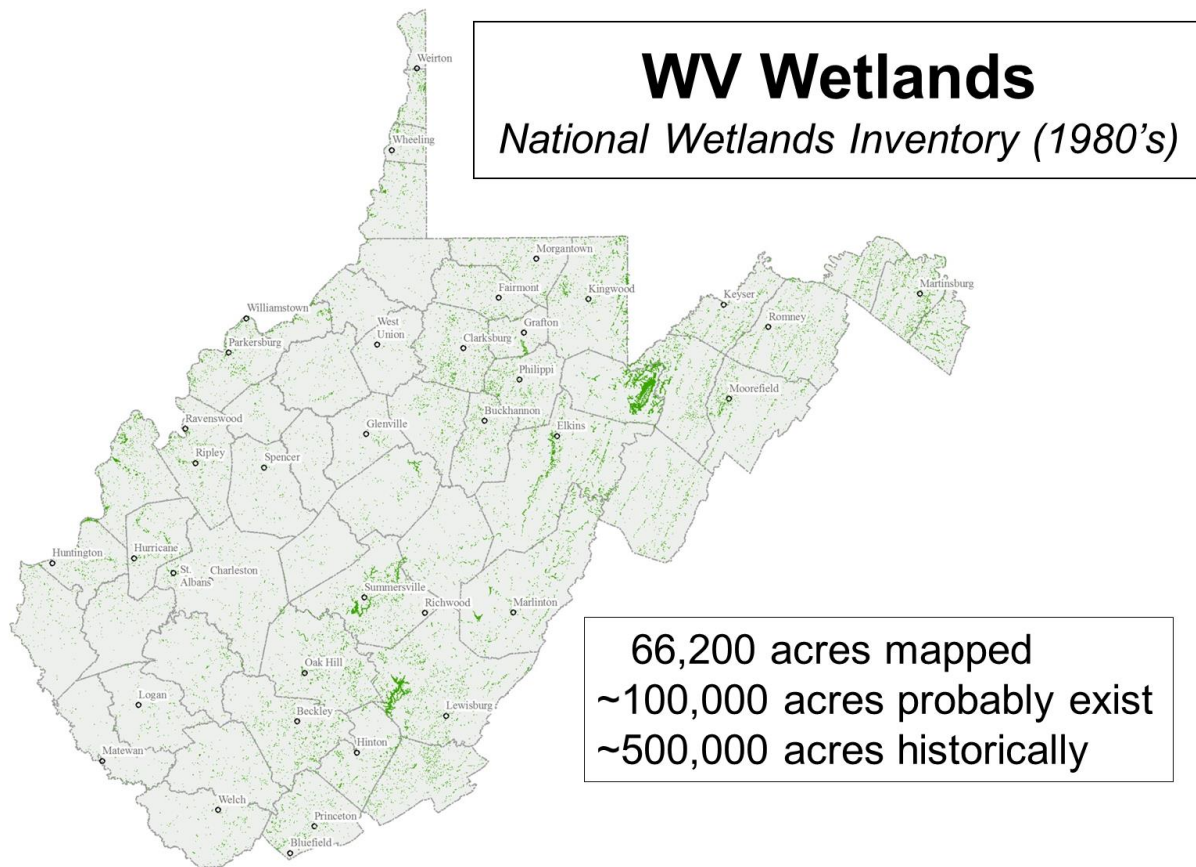 WV Wetlands
National Wetlands Inventory (1980’s)
Weirton
Wheeling
Morgantown
Fairmont
Kingwood
Keyser
Martinsburg
Williamstown
West
Union
Grafton
Romney
Parkersburg
Clarksburg
Philippi
Moorefield
Ravenswood
Glenville
Buckhannon
Elkins
Ripley
Spencer
Huntington
Hurricane
St.
Albans
Charleston
Summersville
Richwood
Marlinton
Oak Hill
Logan
Beckley
Lewisburg
Matewan
Hinton
Welch
Princeton
Bluefield
66,200 acres mapped
~100,000 acres probably exist
~500,000 acres historically